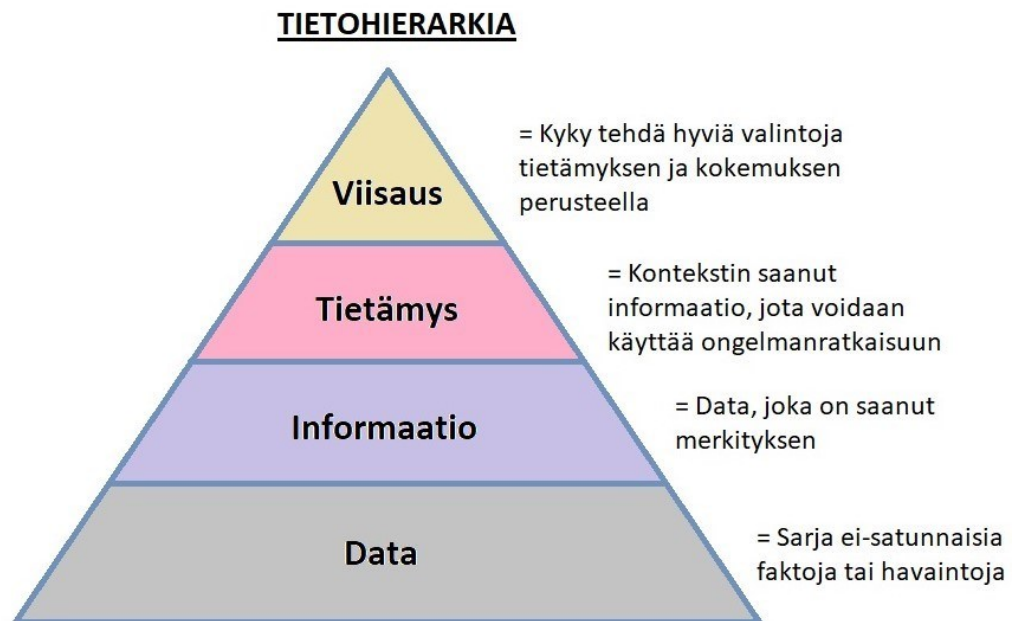 TIETOHIERARKIA
Viisaus
= Kyky tehdä hyviä valintoja
tietämyksen ja kokemuksen
perusteella
Tietämys
= Kontekstin saanut
informaatio, jota voidaan
käyttää ongelmanratkaisuun
Informaatio
= Data, joka on saanut
merkityksen
Data
= Sarja ei-satunnaisia
faktoja tai havaintoja